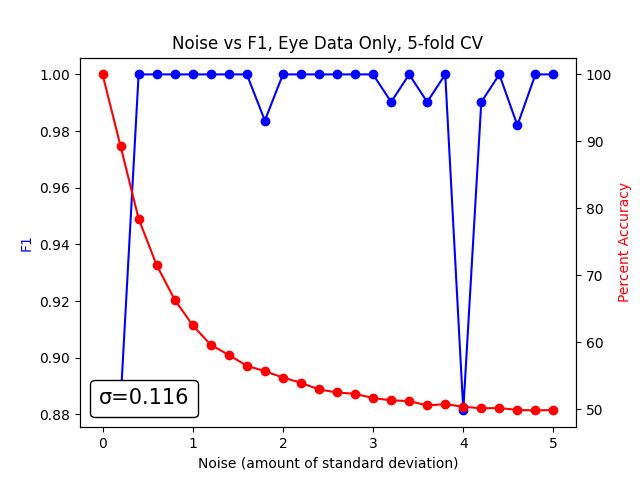 Noise vs F1, Eye Data Only, 5-fold CV
1.00
0.98
0.96
0.94
0.92
0.90
0.88
F1
100
90
80
70
60
50
Percent Accuracy
σ=0.116
0 1 2 3 4 5
Noise (amount of standard deviation)